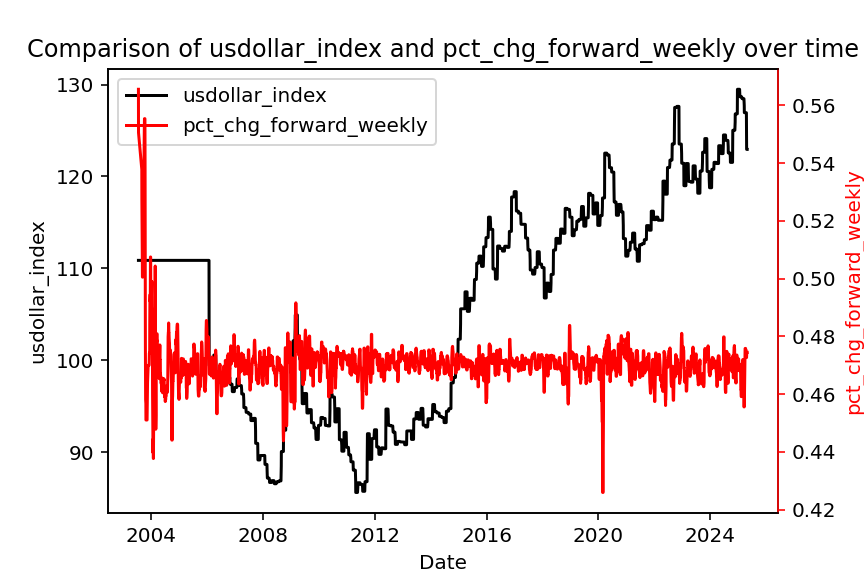 Comparison of usdollar_index and pct_chg_forward_weekly over time
usdollar_index
pct_chg_forward_weekly
130
120
110
100
90
usdollar_index
0.56
0.54
0.52
0.50
0.48
0.46
0.44
0.42
pct_chg_forward_weekly
2004 2008 2012 2016 2020 2024
Date